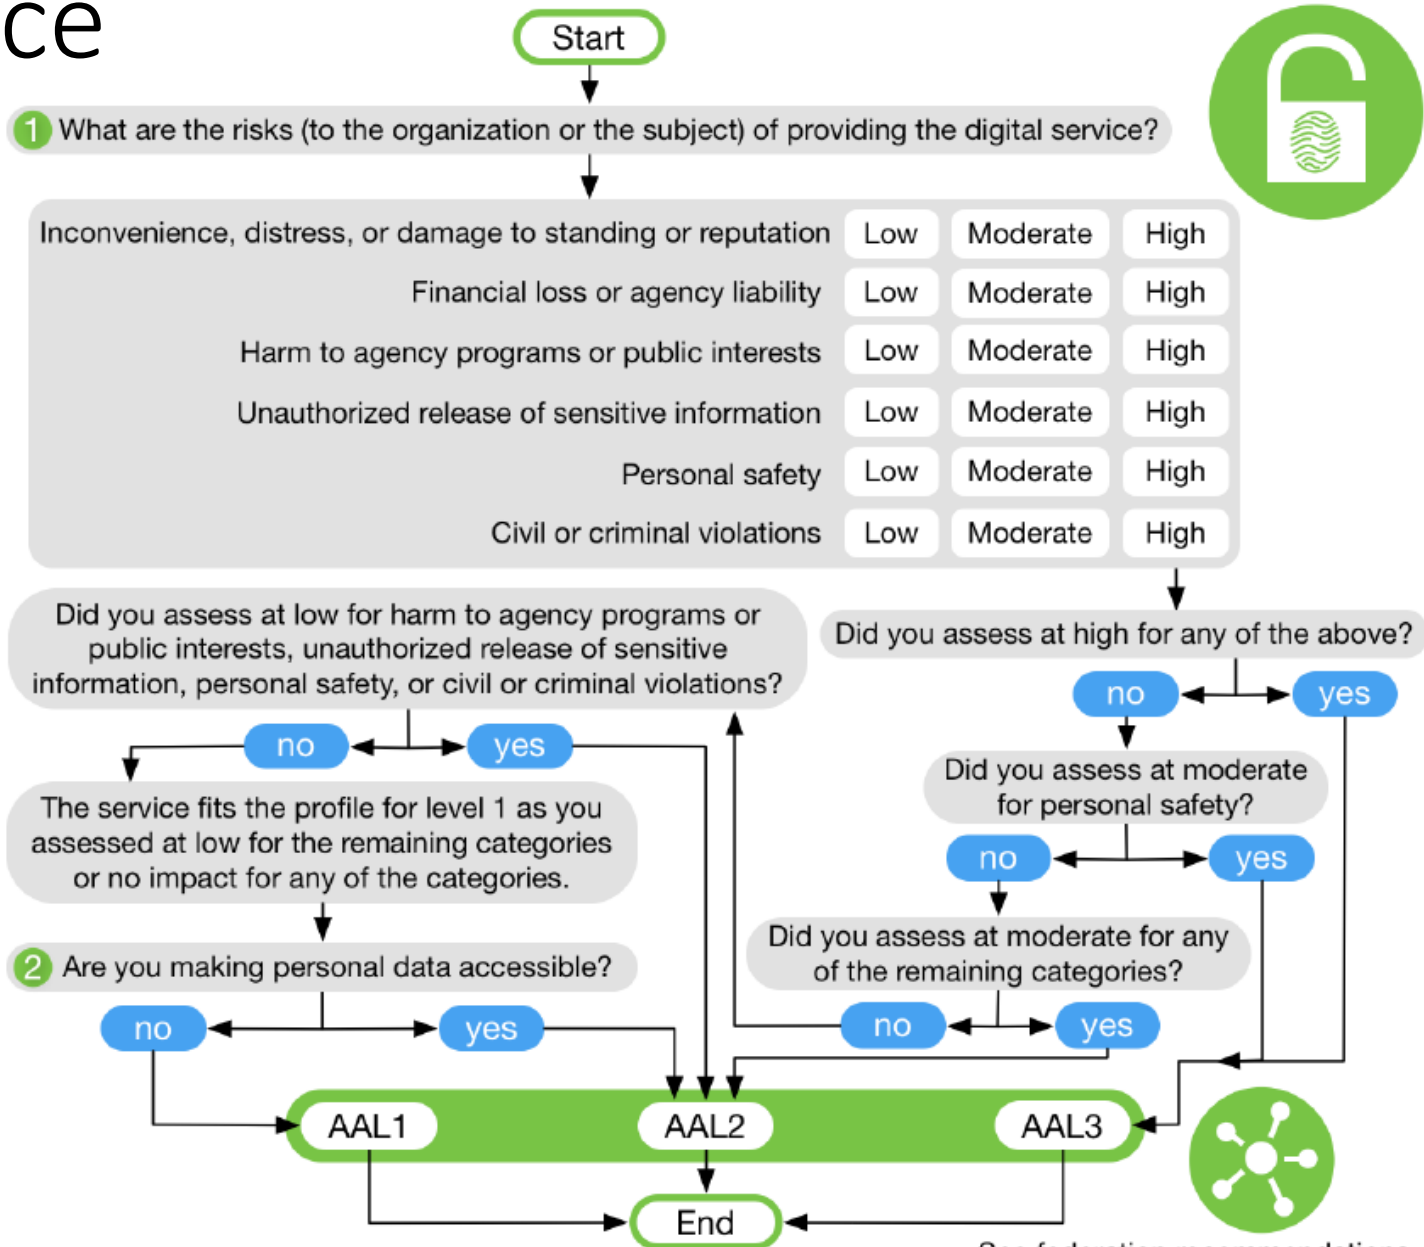 ce
Start
1 What are the risks (to the organization or the subject) of providing the digital service?
Inconvenience, distress, or damage to standing or reputation Low Moderate High
Financial loss or agency liability Low Moderate High
Harm to agency programs or public interests Low Moderate High
Unauthorized release of sensitive information Low Moderate High
Personal safety Low Moderate High
Civil or criminal violations Low Moderate High
Did you assess at high for any of the above?
no yes
Did you assess at moderate
for personal safety?
no yes
Did you assess at moderate for any
of the remaining categories?
no yes
Did you assess at low for harm to agency programs or
public interests, unauthorized release of sensitive
information, personal safety, or civil or criminal violations?
no yes
The service fits the profile for level 1 as you
assessed at low for the remaining categories
or no impact for any of the categories.
2 Are you making personal data accessible?
no yes
AAL1 AAL2 AAL3
End
See federation recommendations